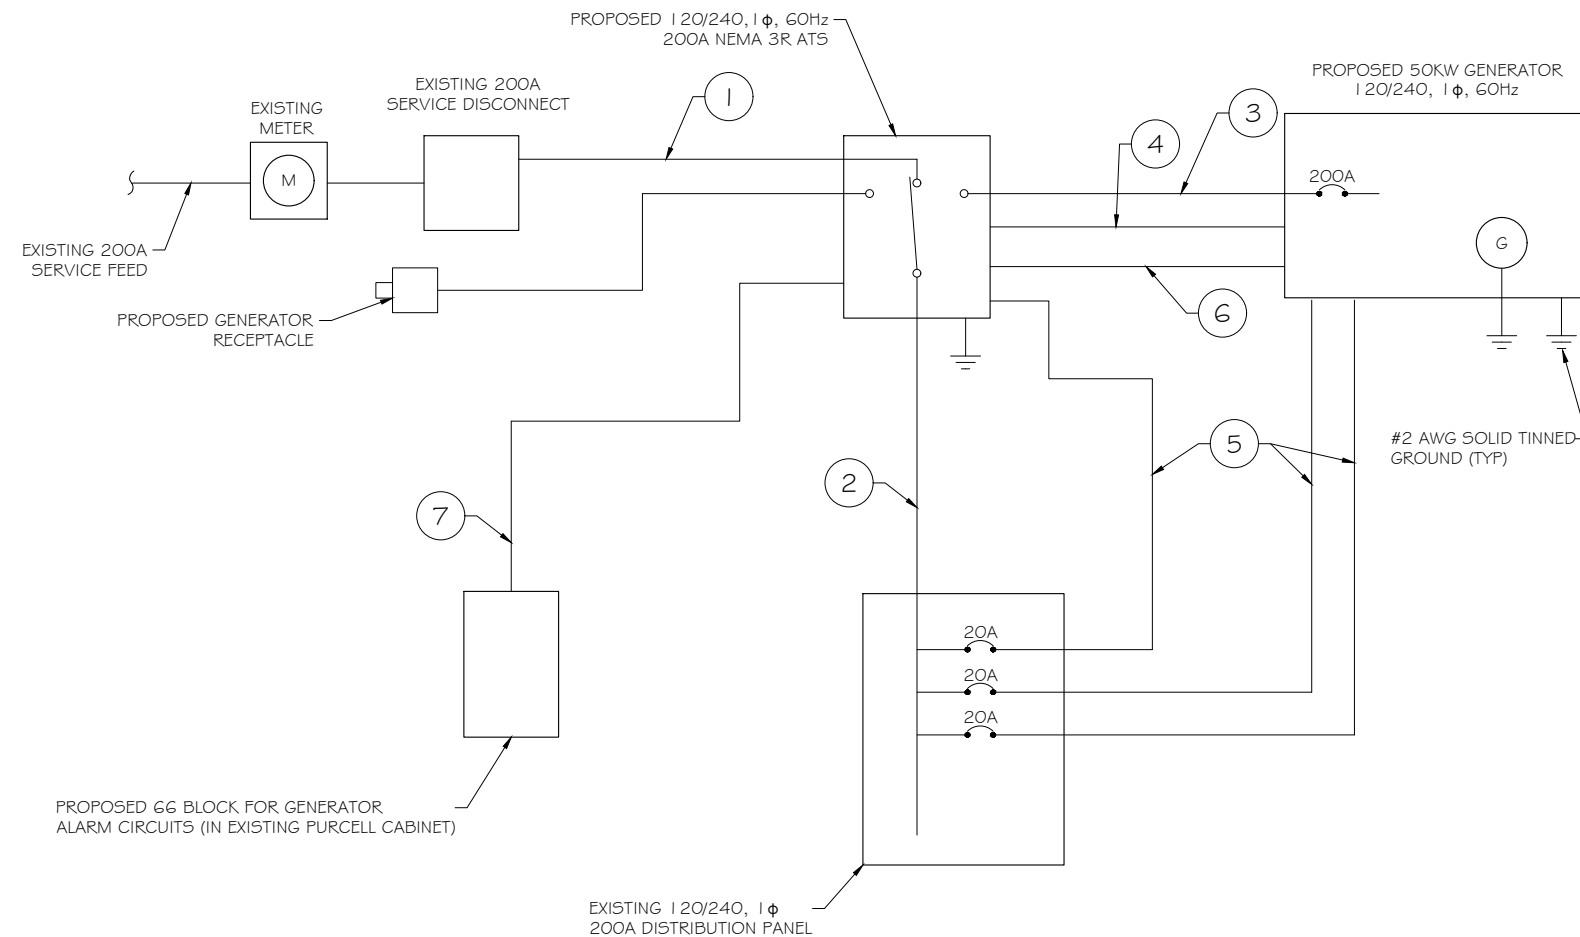 PROPOSED 120/240, 1ϕ, 60Hz
200A NEMA 3R ATS
PROPOSED 50KW GENERATOR
120/240, 1ϕ, 60Hz
EXISTING 200A
SERVICE DISCONNECT
EXISTING
METER
1
3
4
M
200A
G
EXISTING 200A
SERVICE FEED
PROPOSED GENERATOR
RECEPTACLE
6
#2 AWG SOLID TINNED
GROUND (TYP)
5
2
7
20A
20A
20A
PROPOSED 66 BLOCK FOR GENERATOR
ALARM CIRCUITS (IN EXISTING PURCELL CABINET)
EXISTING 120/240, 1ϕ
200A DISTRIBUTION PANEL